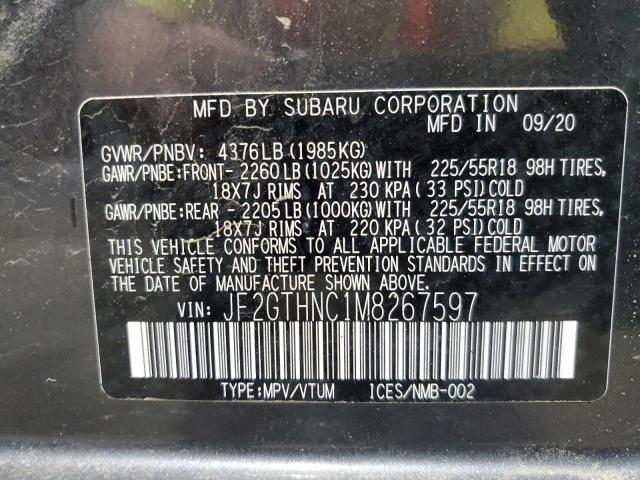 MFD BY SUBARU CORPORATION
MFD IN 09/20
GVWR/PNBV: 4376LB(1985KG)
GAWR/PNBE:FRONT-2260LB(1025KG)WITH 225/55R18 98H TIRES,
18X7J RIMS AT 230 KPA(33 PSI)COLD
GAWR/PNBE:REAR -2205LB(1000KG)WITH 225/55R18 98H TIRES,
18X7J RIMS AT 220 KPA(32 PSI)COLD
THIS VEHICLE CONFORMS TO ALL APPLICABLE FEDERAL MOTOR
VEHICLE SAFETY AND THEFT PREVENTION STANDARDS IN EFFECT ON
THE DATE OF MANUFACTURE SHOWN ABOVE.
VIN: JF2GTHNC1M8267597
TYPE:MPV/VTUM ICES/NMB-002